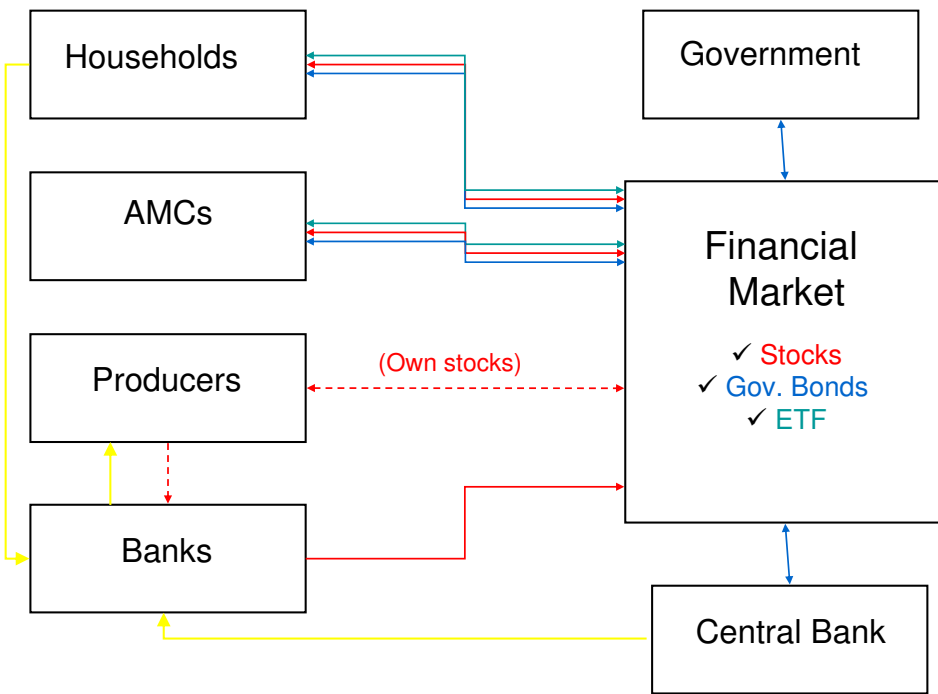 Households
Government
AMCs
Financial
Market
✓ Stocks
✓ Gov. Bonds
✓ ETF
(Own stocks)
Producers
Banks
Central Bank